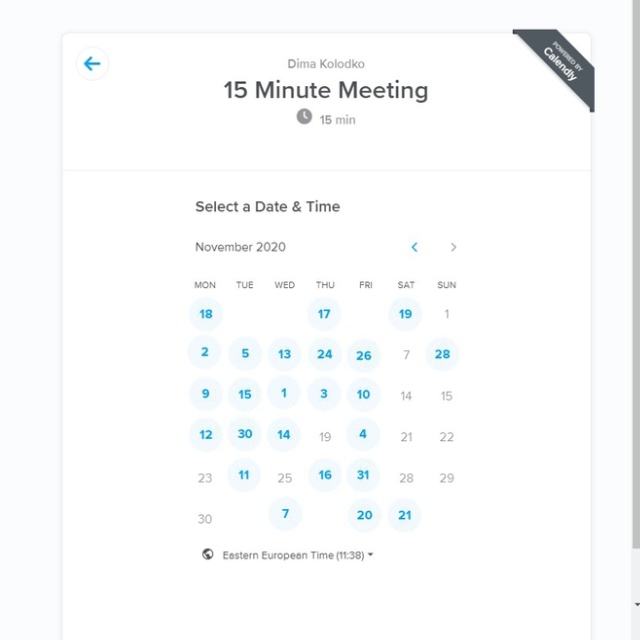 POWERED BY
Calendly
Dima Kolodko
15 Minute Meeting
15 min
Select a Date & Time
November 2020
MON TUE WED THU FRI SAT SUN
18 17 19 1
2 5 13 24 26 7 28
9 15 1 3 10 14 15
12 30 14 19 4 21 22
23 11 25 16 31 28 29
30 7 20 21
Eastern European Time (11:38)